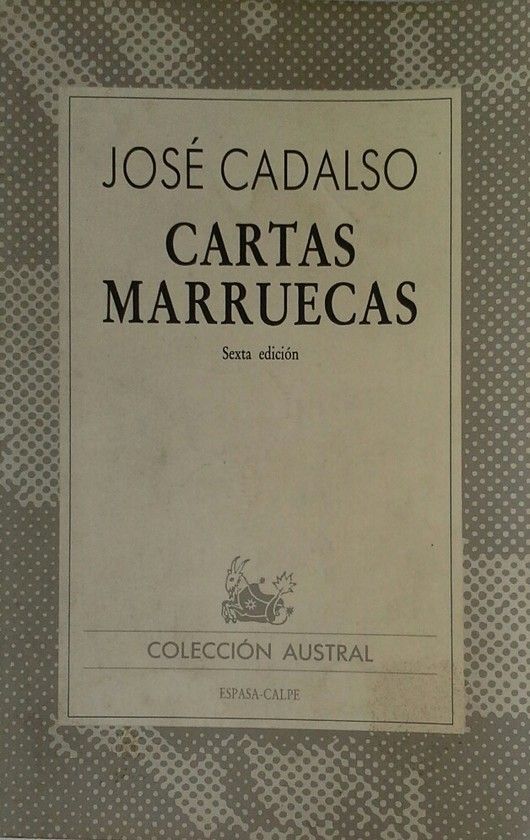 JOSÉ CADALSO
CARTAS
MARRUECAS
Sexta edición
COLECCIÓN AUSTRAL
ESPASA-CALPE